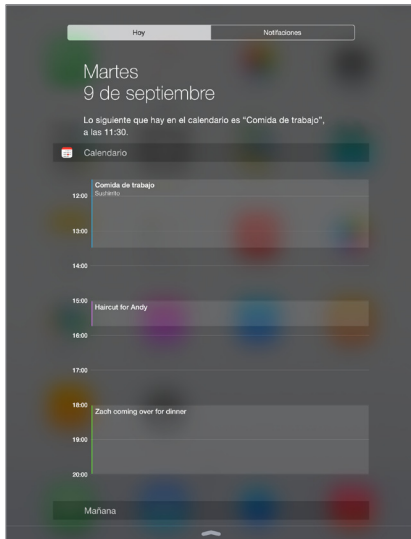 Hoy
Notifaciones
Martes
9 de septiembre
Lo siguiente que hay en el calendario es “Comida de trabajo”,
a las 11:30.
Calendario
Comida de trabajo
Sushirrito
12:00
13:00
14:00
15:00
Haircut for Andy
16:00
17:00
18:00
Zach coming over for dinner
19:00
20:00
Mañana